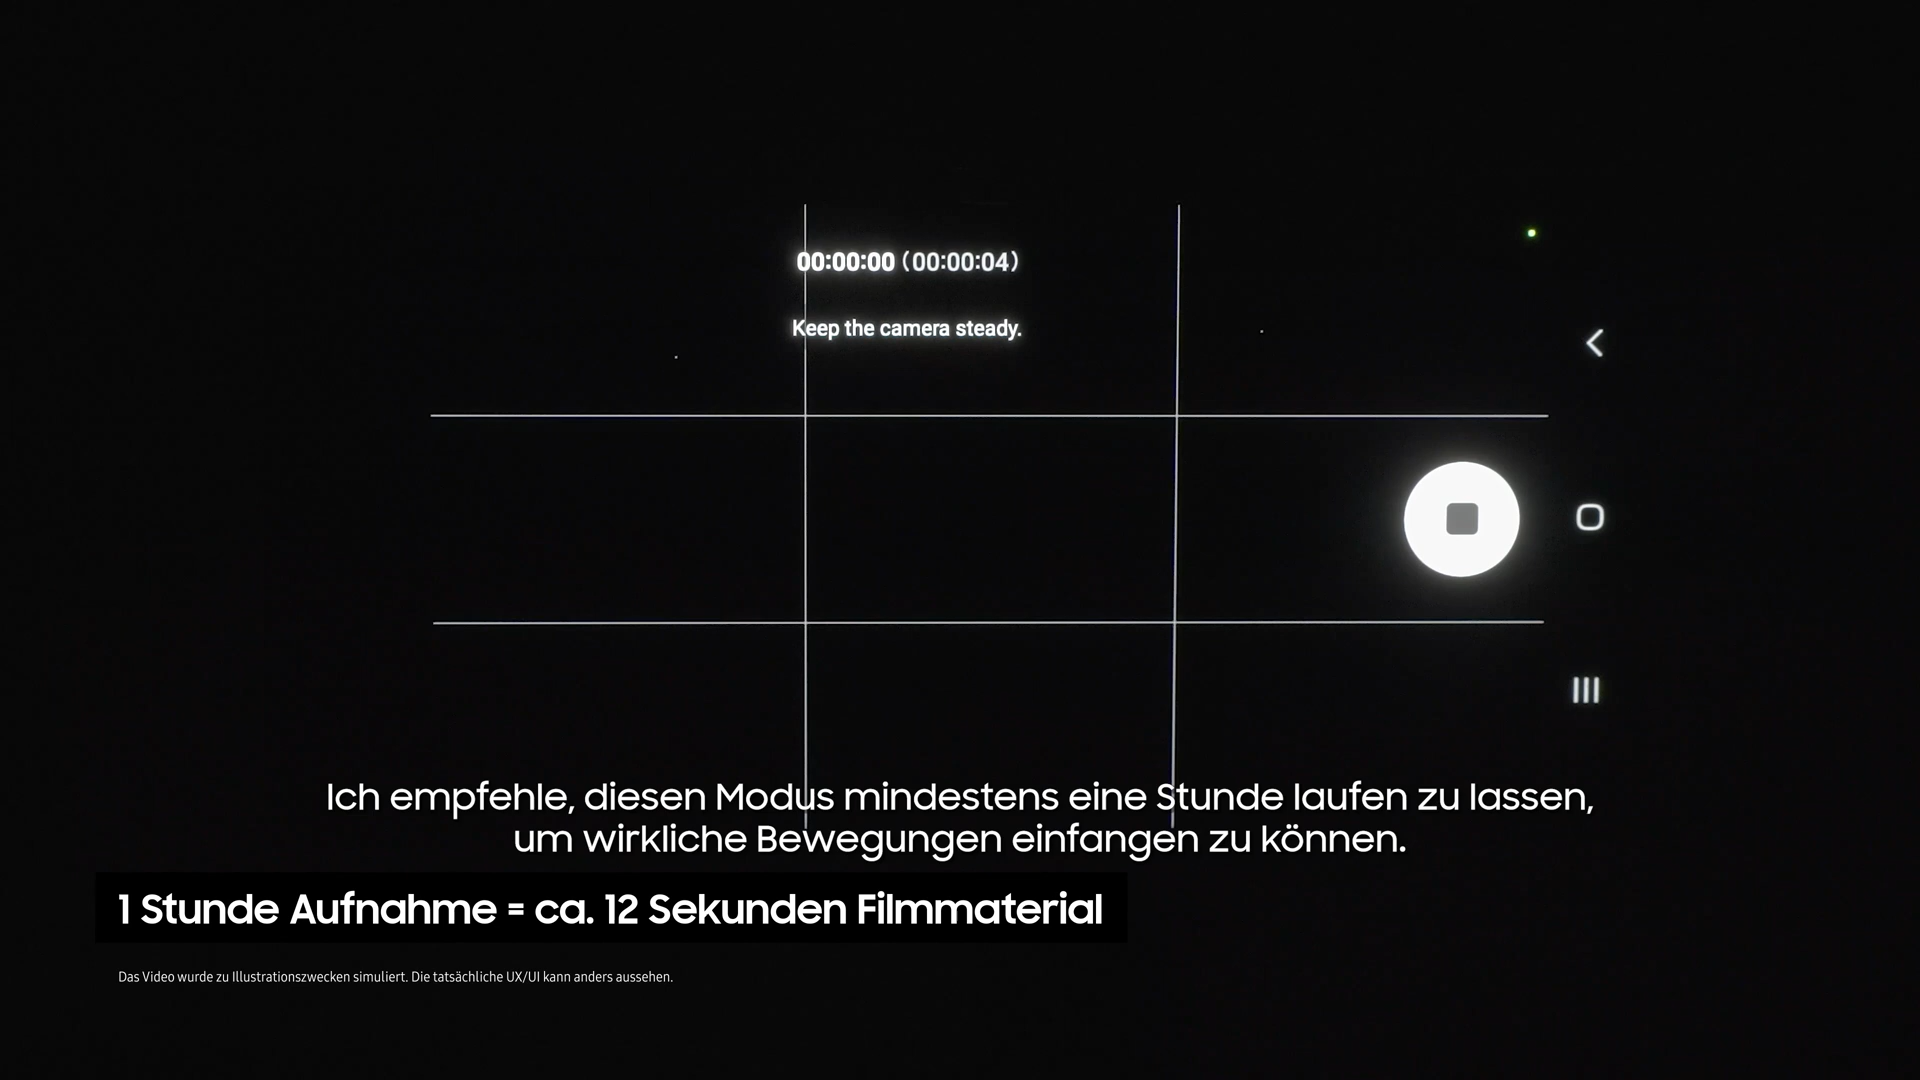 00:00:00 (00:00:04)
Keep the camera steady.
Ich empfehle, diesen Modus mindestens eine Stunde laufen zu lassen,
um wirkliche Bewegungen einfangen zu können.
1 Stunde Aufnahme = ca. 12 Sekunden Filmmaterial
Das Video wurde zu Illustrationszwecken simuliert. Die tatsächliche UX/UI kann anders aussehen.